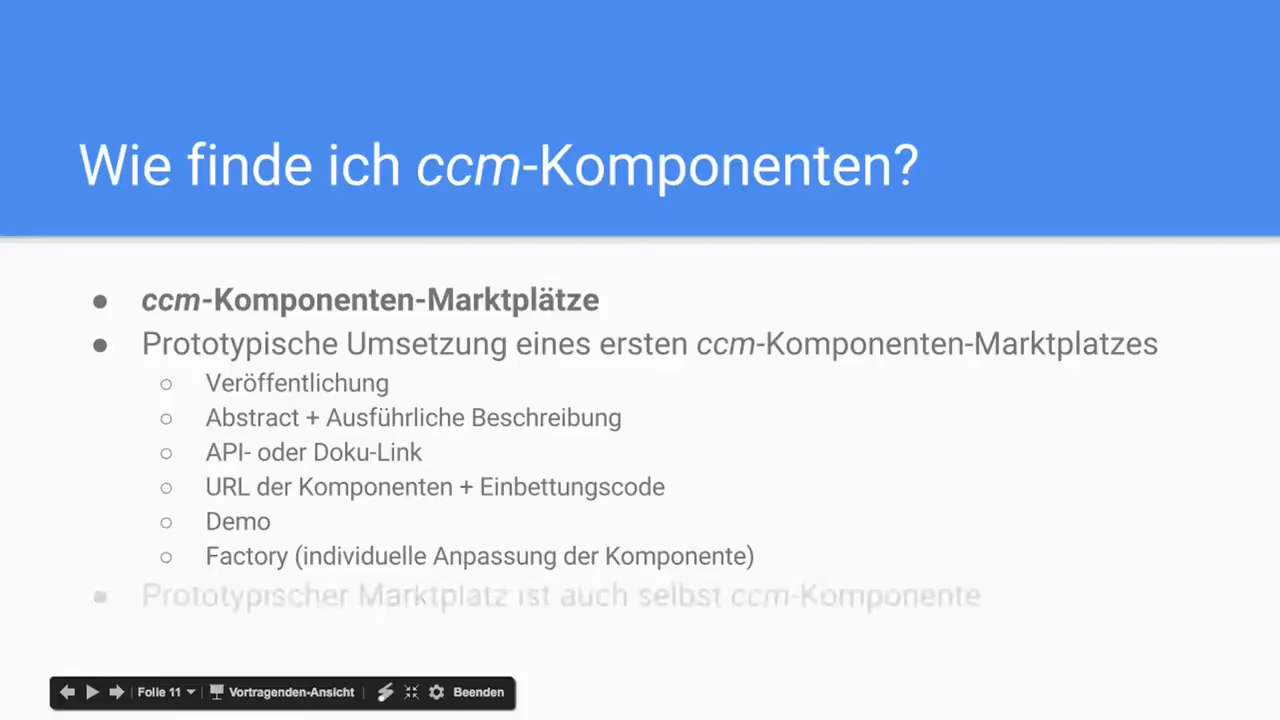 Wie finde ich ccm-Komponenten?
● ccm-Komponenten-Marktplätze
● Prototypische Umsetzung eines ersten ccm-Komponenten-Marktplatzes
○ Veröffentlichung
○ Abstract + Ausführliche Beschreibung
○ API- oder Doku-Link
○ URL der Komponenten + Einbettungscode
○ Demo
○ Factory (individuelle Anpassung der Komponente)
● Prototypischer Marktplatz ist auch selbst ccm-Komponente
Folie 11 Vortragenden-Ansicht Beenden